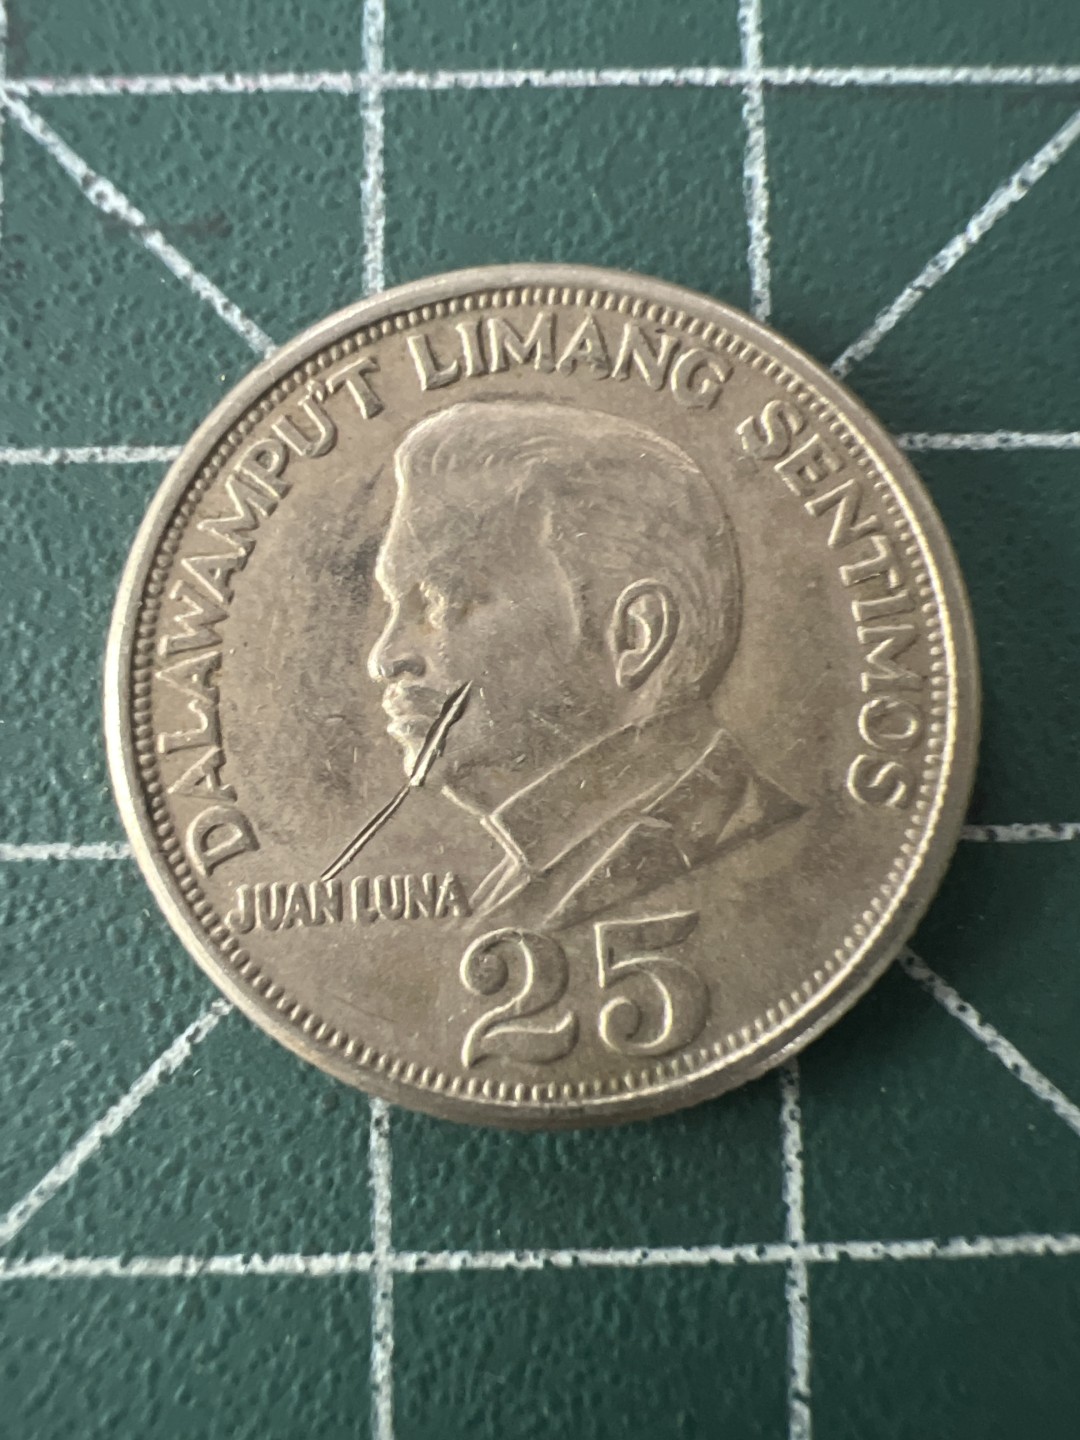 DALAWAMPU'T LIMANG SENTIMOS
JUAN LUNA
25